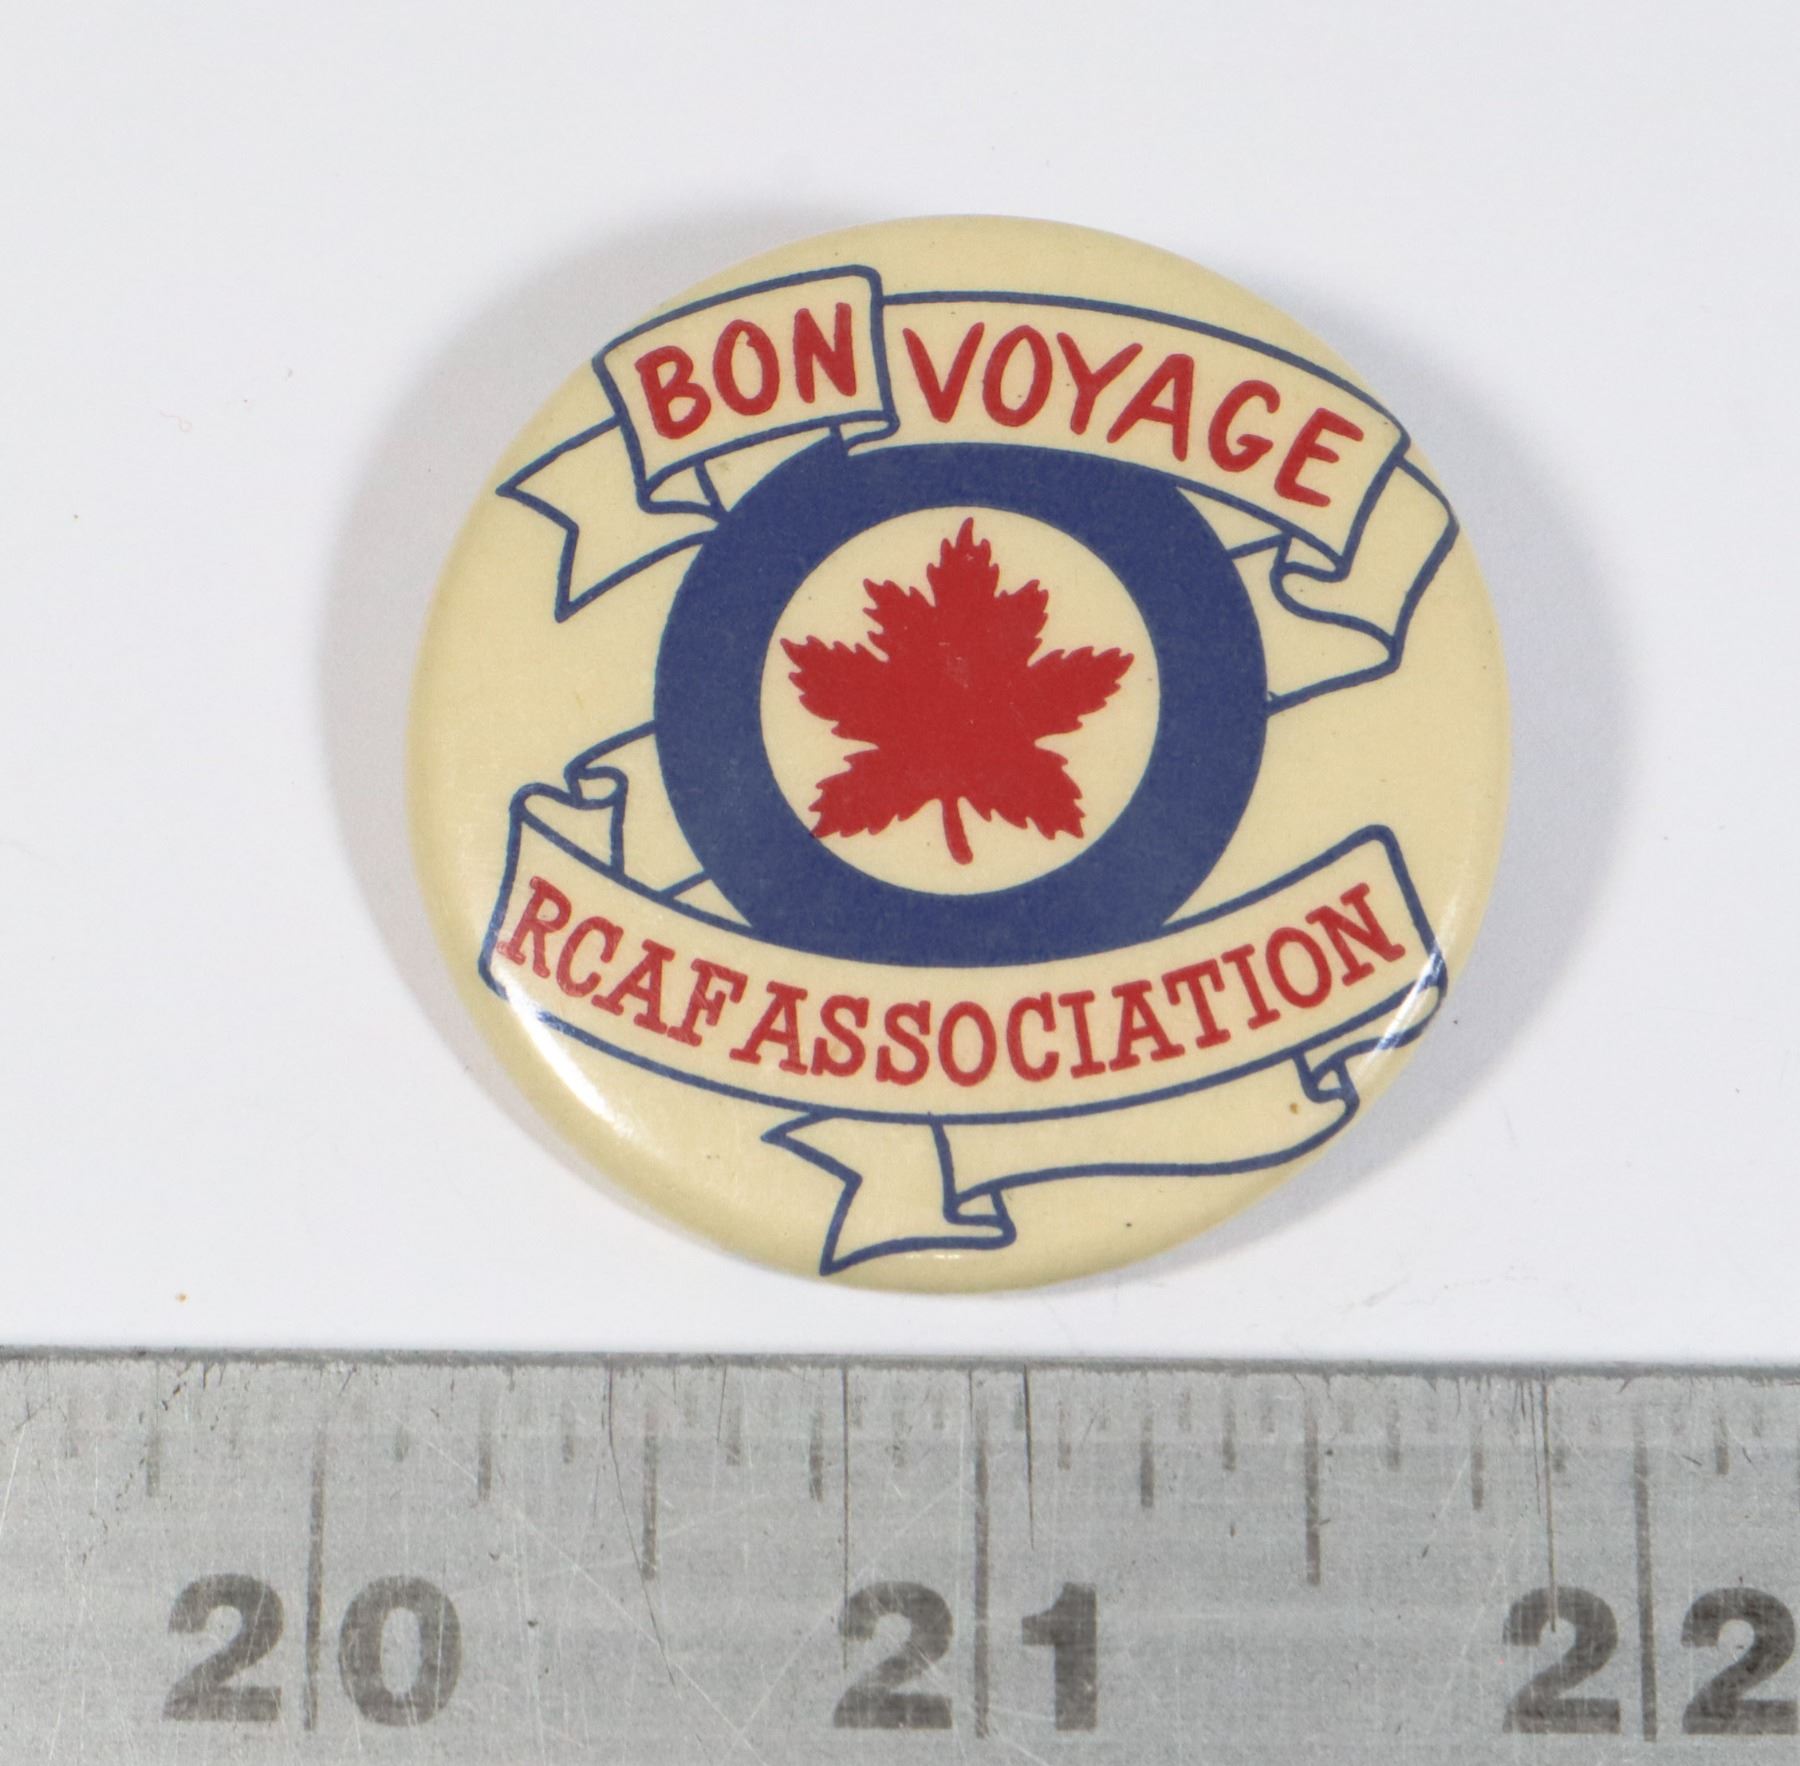 BON VOYAGE
RCAF ASSOCIATION
20 21 22